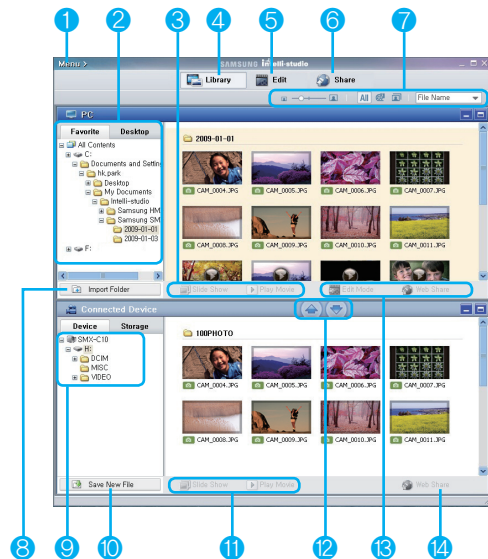 1 2 3 4 5 6 7
Menu >
SAMSUNG intelli-studio
Library Edit Share
All File Name
PC
Favorite Desktop
All Contents
C:
Documents and Setting
hk,park
Desktop
My Documents
Intelli-studio
Samsung HM
Samsung SM
2009-01-01
2009-01-03
F:
2009-01-01
CAM_0004.JPG CAM_0005.JPG CAM_0006.JPG CAM_0007.JPG
CAM_0008.JPG CAM_0009.JPG CAM_0010.JPG CAM_0011.JPG
8 Import Folder Slide Show Play Movie Edit Mode Web Share
Connected Device
Device Storage
SMX-C10
H:
DCIM
MISC
VIDEO
100PHOTO
CAM_0004.JPG CAM_0005.JPG CAM_0006.JPG CAM_0007.JPG
CAM_0008.JPG CAM_0009.JPG CAM_0010.JPG CAM_0011.JPG
Save New File Slide Show Play Movie Web Share
9 10 11 12 13 14